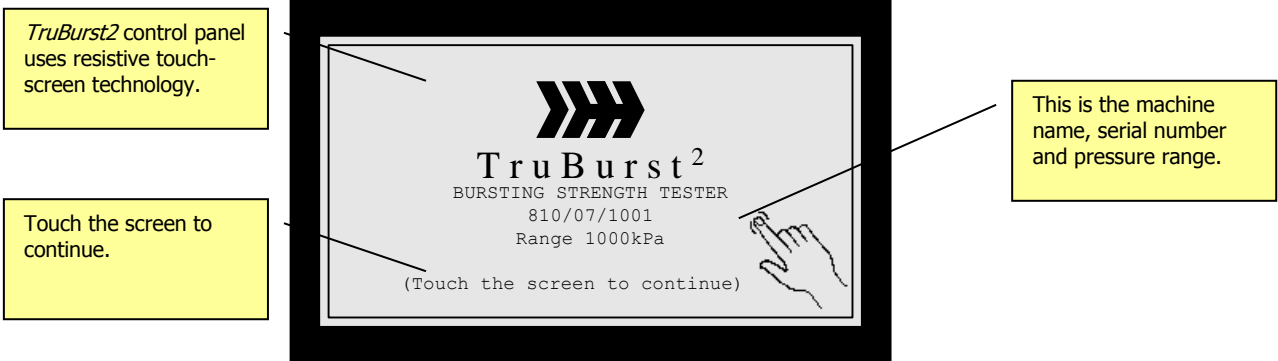 TruBurst2 control panel
uses resistive touch-
screen technology.
Touch the screen to
continue.
TruBurst²
BURSTING STRENGTH TESTER
810/07/1001
Range 1000kPa
(Touch the screen to continue)
This is the machine
name, serial number
and pressure range.